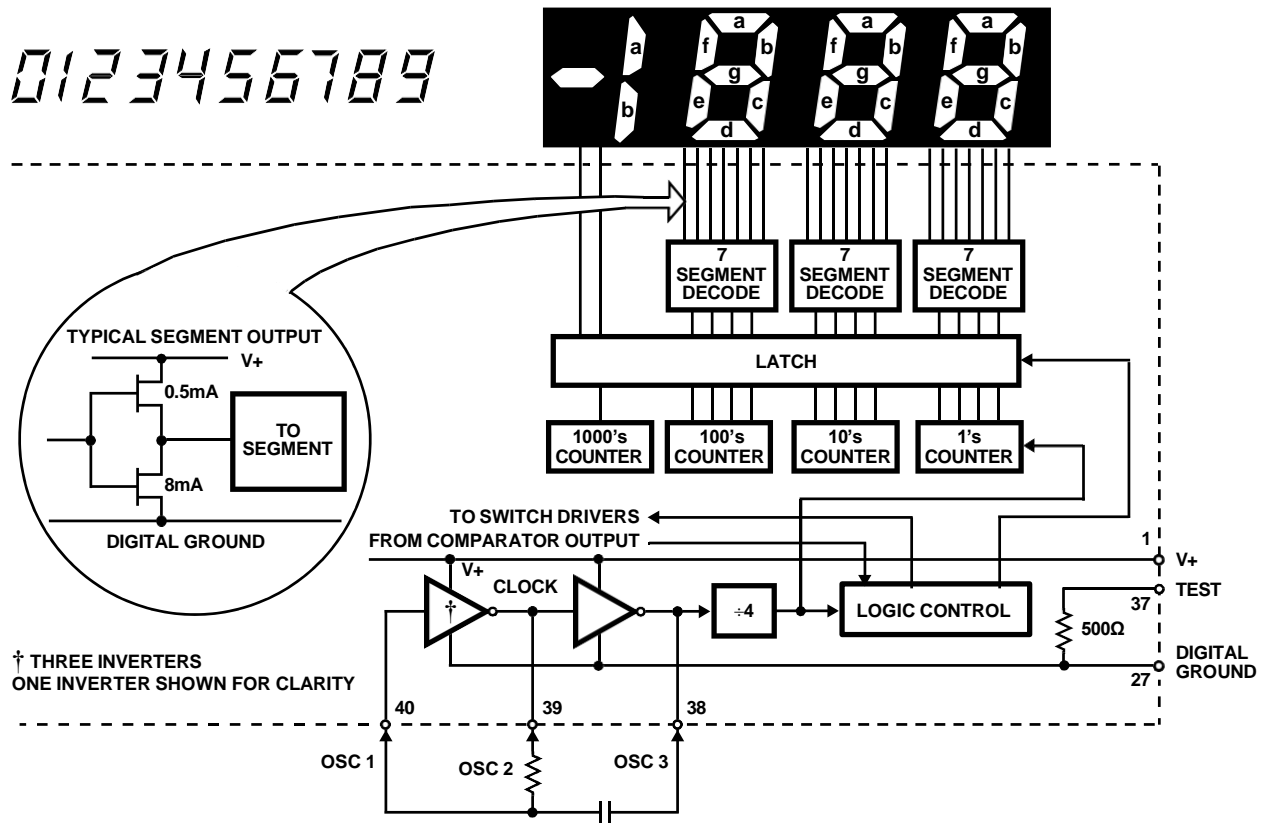 0123456789
a
b
a
f
b
g
e
c
d
a
f
b
g
e
c
d
a
f
b
g
e
c
d
7
SEGMENT
DECODE
7
SEGMENT
DECODE
7
SEGMENT
DECODE
TYPICAL SEGMENT OUTPUT
V+
0.5mA
TO
SEGMENT
8mA
DIGITAL GROUND
LATCH
1000's
COUNTER
100's
COUNTER
10's
COUNTER
1's
COUNTER
TO SWITCH DRIVERS
FROM COMPARATOR OUTPUT
1
V+
V+
CLOCK
†
÷4
LOGIC CONTROL
TEST
37
500Ω
DIGITAL
GROUND
27
† THREE INVERTERS
ONE INVERTER SHOWN FOR CLARITY
40
39
38
OSC 1
OSC 2
OSC 3